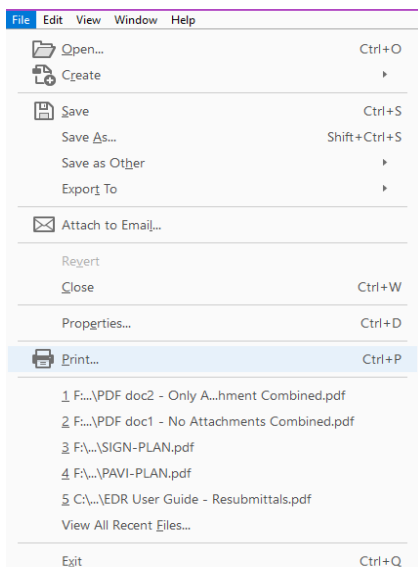 File Edit View Window Help
Open... Ctrl+O
Create
Save Ctrl+S
Save As... Shift+Ctrl+S
Save as Other
Export To
Attach to Email...
Revert
Close Ctrl+W
Properties... Ctrl+D
Print... Ctrl+P
1 F:...\PDF doc2 - Only A...hment Combined.pdf
2 F:...\PDF doc1 - No Attachments Combined.pdf
3 F:\...\SIGN-PLAN.pdf
4 F:\...\PAVI-PLAN.pdf
5 C:\...\EDR User Guide - Resubmittals.pdf
View All Recent Files...
Exit Ctrl+Q